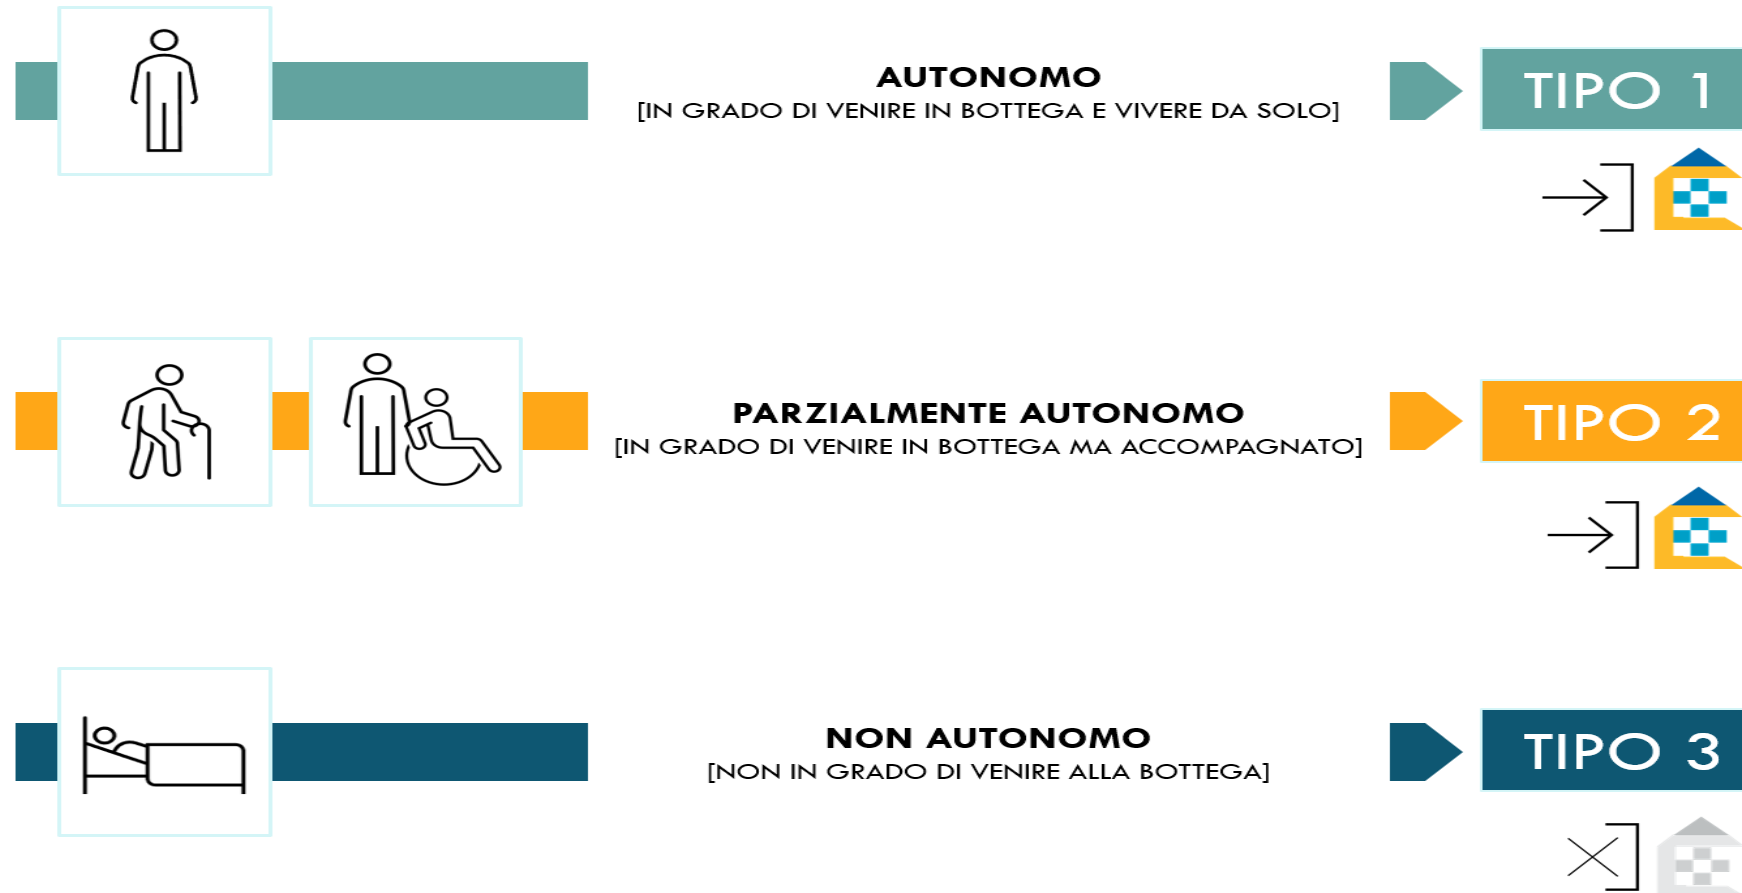 AUTONOMO
[IN GRADO DI VENIRE IN BOTTEGA E VIVERE DA SOLO]
TIPO 1
PARZIALMENTE AUTONOMO
[IN GRADO DI VENIRE IN BOTTEGA MA ACCOMPAGNATO]
TIPO 2
NON AUTONOMO
[NON IN GRADO DI VENIRE ALLA BOTTEGA]
TIPO 3